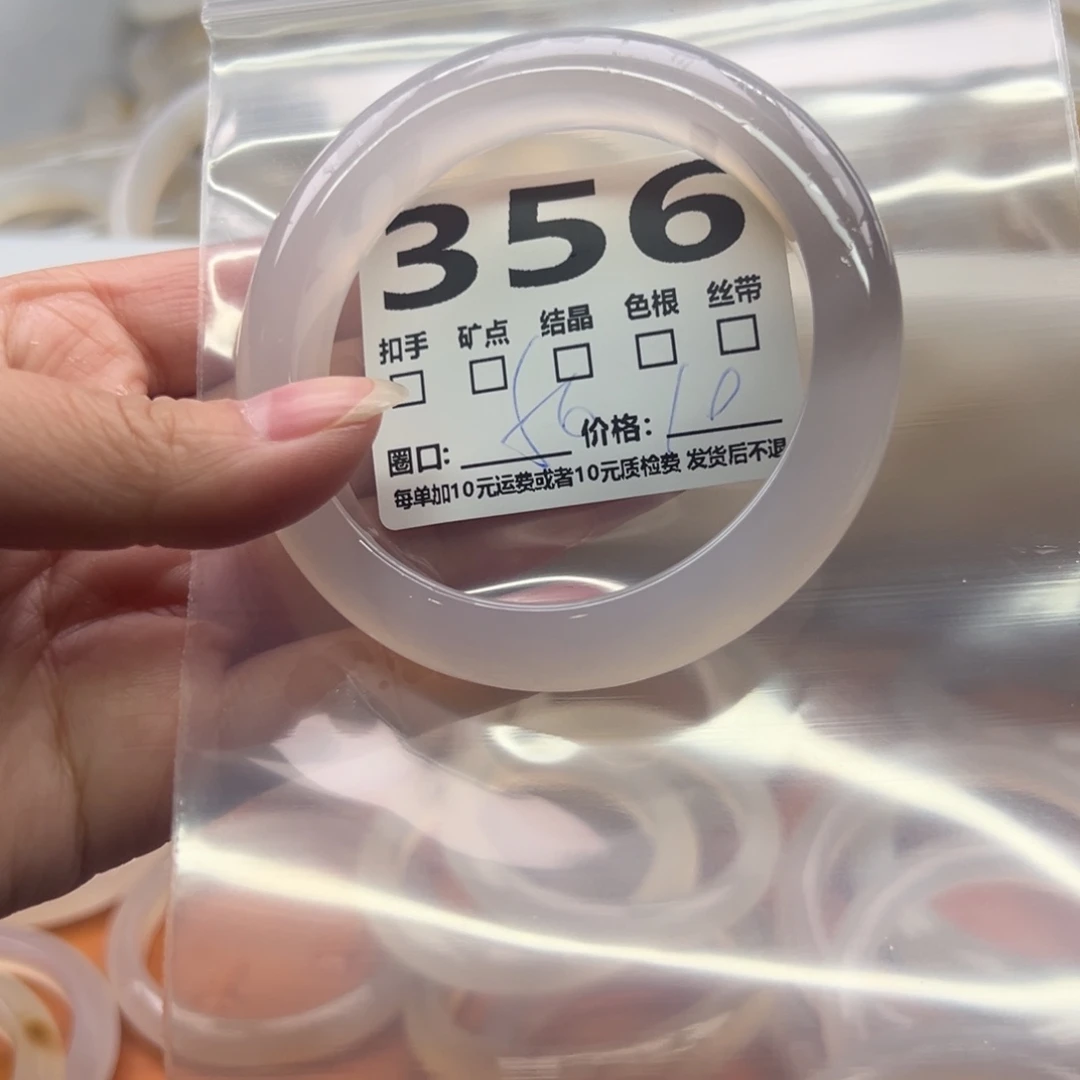 356
扣手 矿点 结晶 色根 丝带
圈口: 56 价格: 10
每单加10元运费或者10元质检费 发货后不退